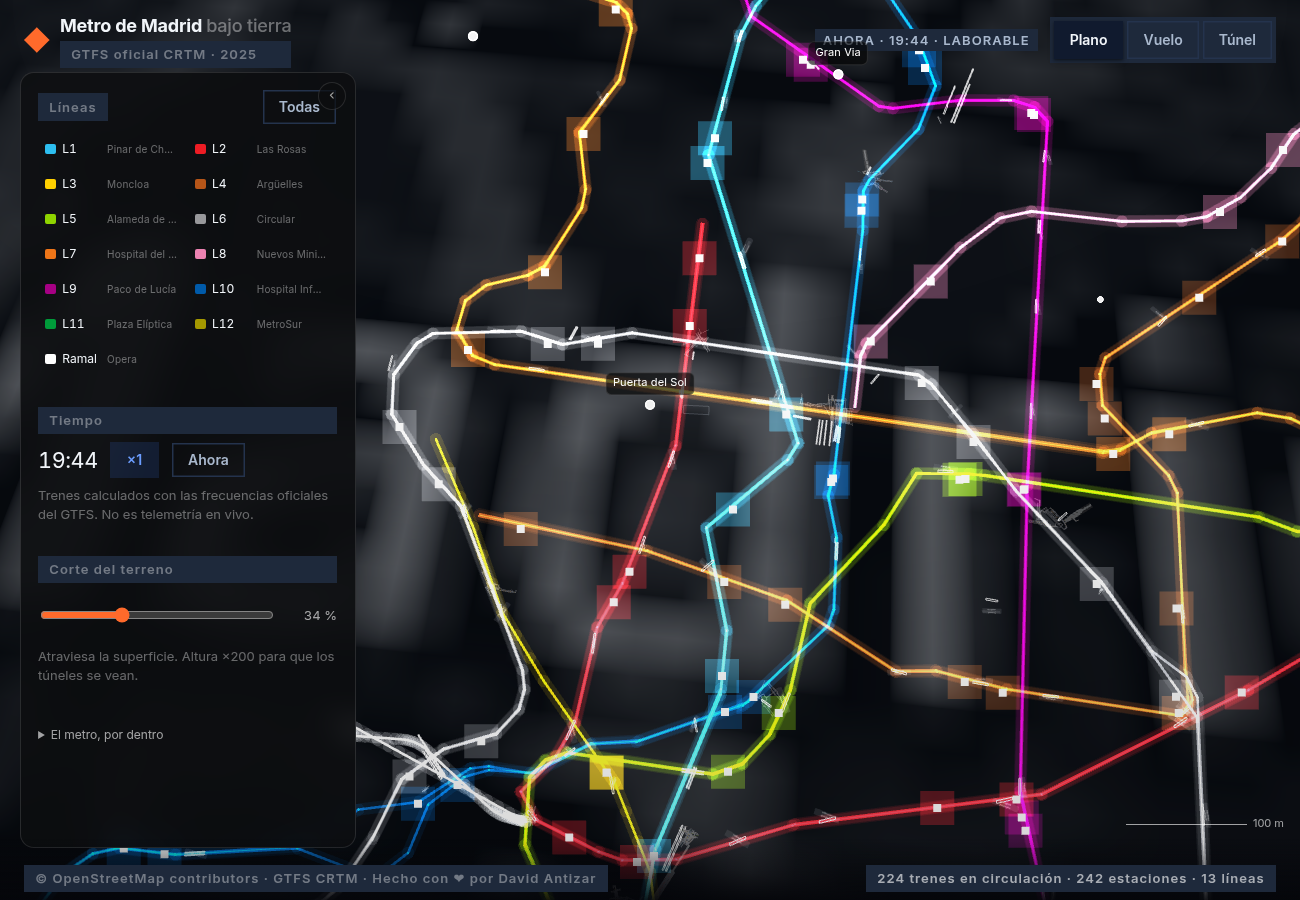 Metro de Madrid bajo tierra
GTFS oficial CRTM · 2025
AHORA · 19:44 · LABORABLE
Plano
Vuelo
Túnel
Gran Via
Líneas
Todas
L1 Pinar de Ch...
L2 Las Rosas
L3 Moncloa
L4 Argüelles
L5 Alameda de ...
L6 Circular
L7 Hospital del ...
L8 Nuevos Mini...
L9 Paco de Lucía
L10 Hospital Inf...
L11 Plaza Elíptica
L12 MetroSur
Ramal Opera
Puerta del Sol
Tiempo
19:44 ×1 Ahora
Trenes calculados con las frecuencias oficiales
del GTFS. No es telemetría en vivo.
Corte del terreno
34 %
Atraviesa la superficie. Altura ×200 para que los
túneles se vean.
El metro, por dentro
100 m
© OpenStreetMap contributors · GTFS CRTM · Hecho con ❤ por David Antizar
224 trenes en circulación · 242 estaciones · 13 líneas